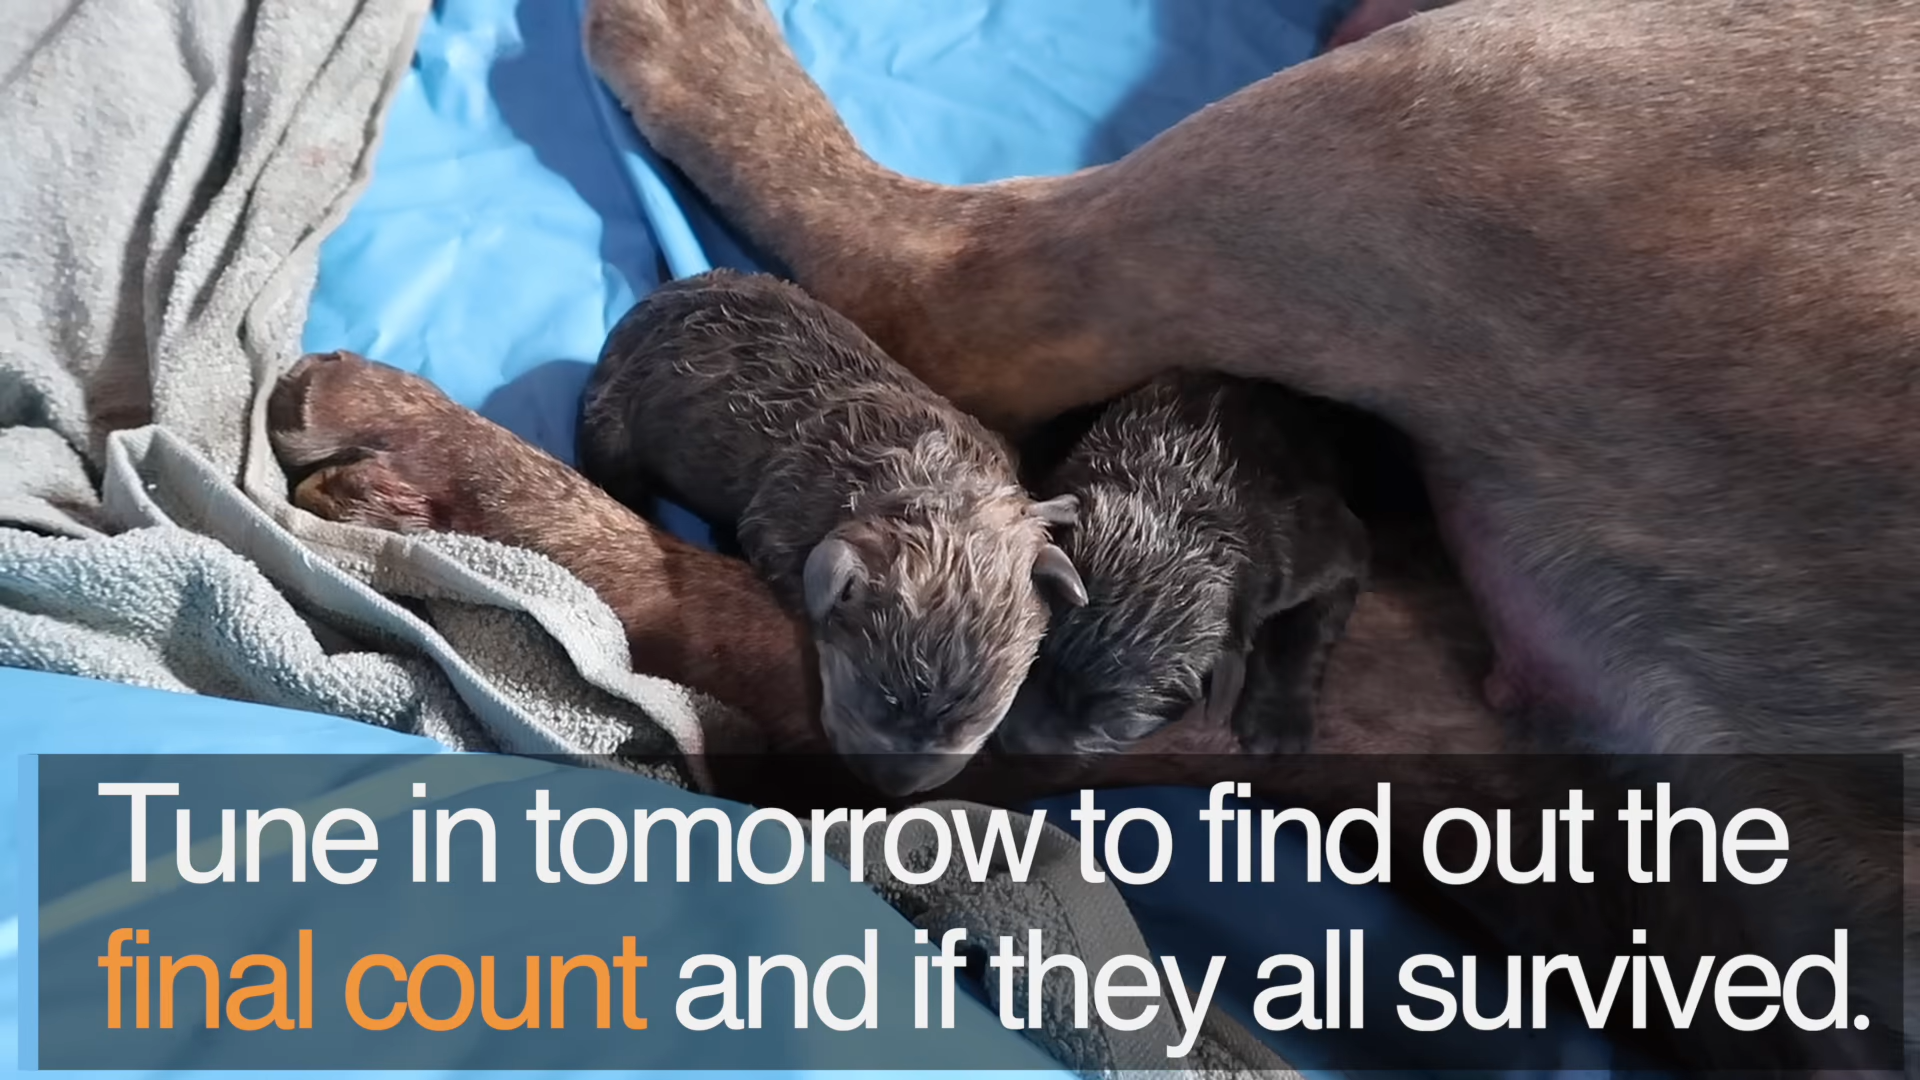 Tune in tomorrow to find out the
final count and if they all survived.